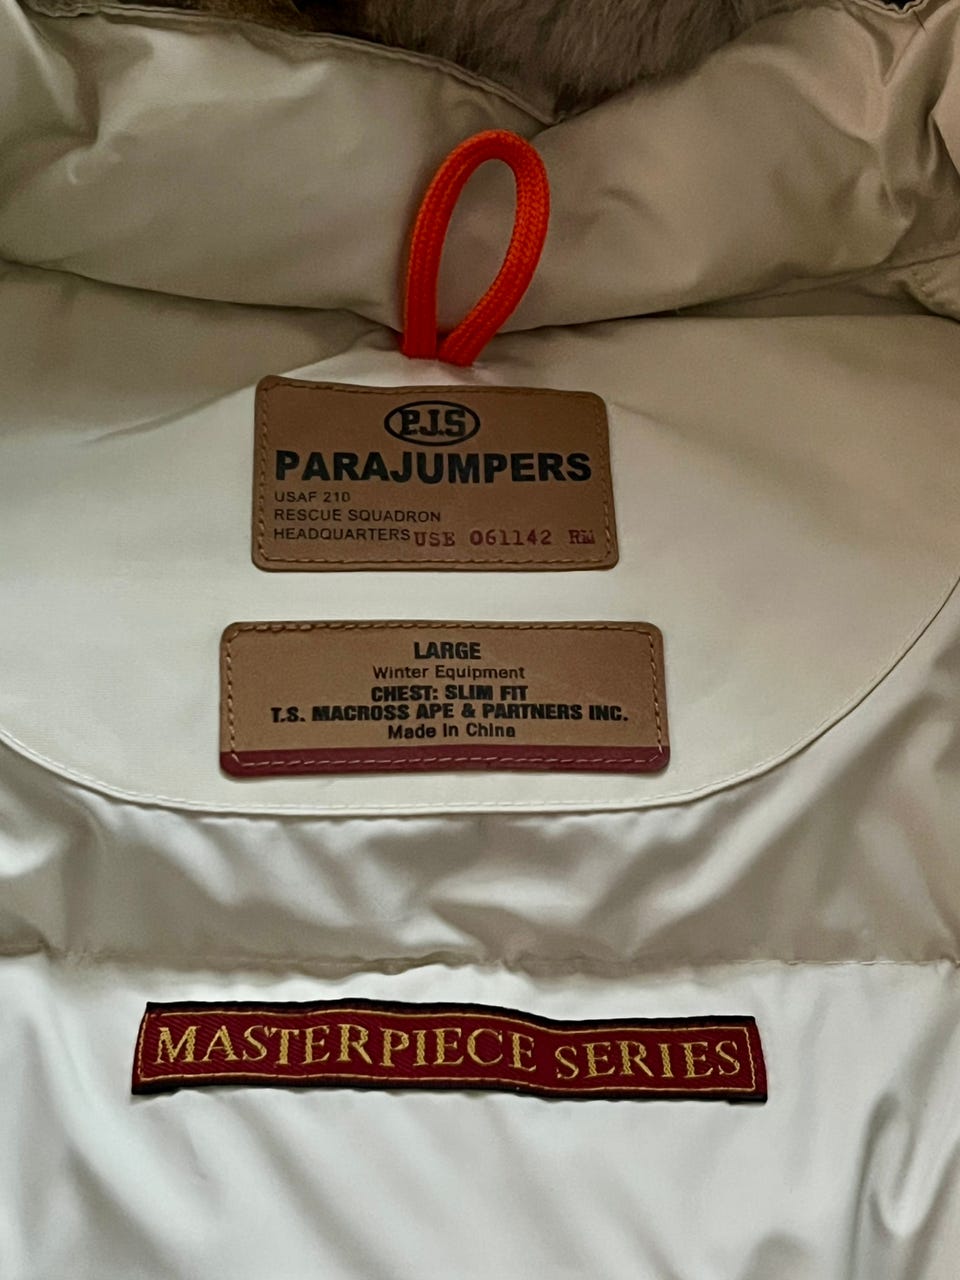 P.J.S
PARAJUMPERS
USAF 210
RESCUE SQUADRON
HEADQUARTERS USE 061142 RM
LARGE
Winter Equipment
CHEST: SLIM FIT
T.S. MACROSS APE & PARTNERS INC.
Made in China
MASTERPIECE SERIES